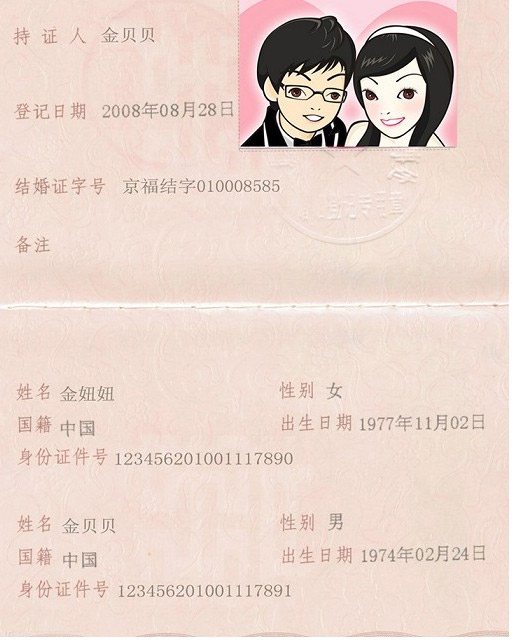 持证人 金贝贝
登记日期 2008年08月28日
结婚证字号 京福结字010008585
备注
姓名 金妞妞 性别 女
国籍 中国 出生日期 1977年11月02日
身份证件号 123456201001117890
姓名 金贝贝 性别 男
国籍 中国 出生日期 1974年02月24日
身份证件号 123456201001117891